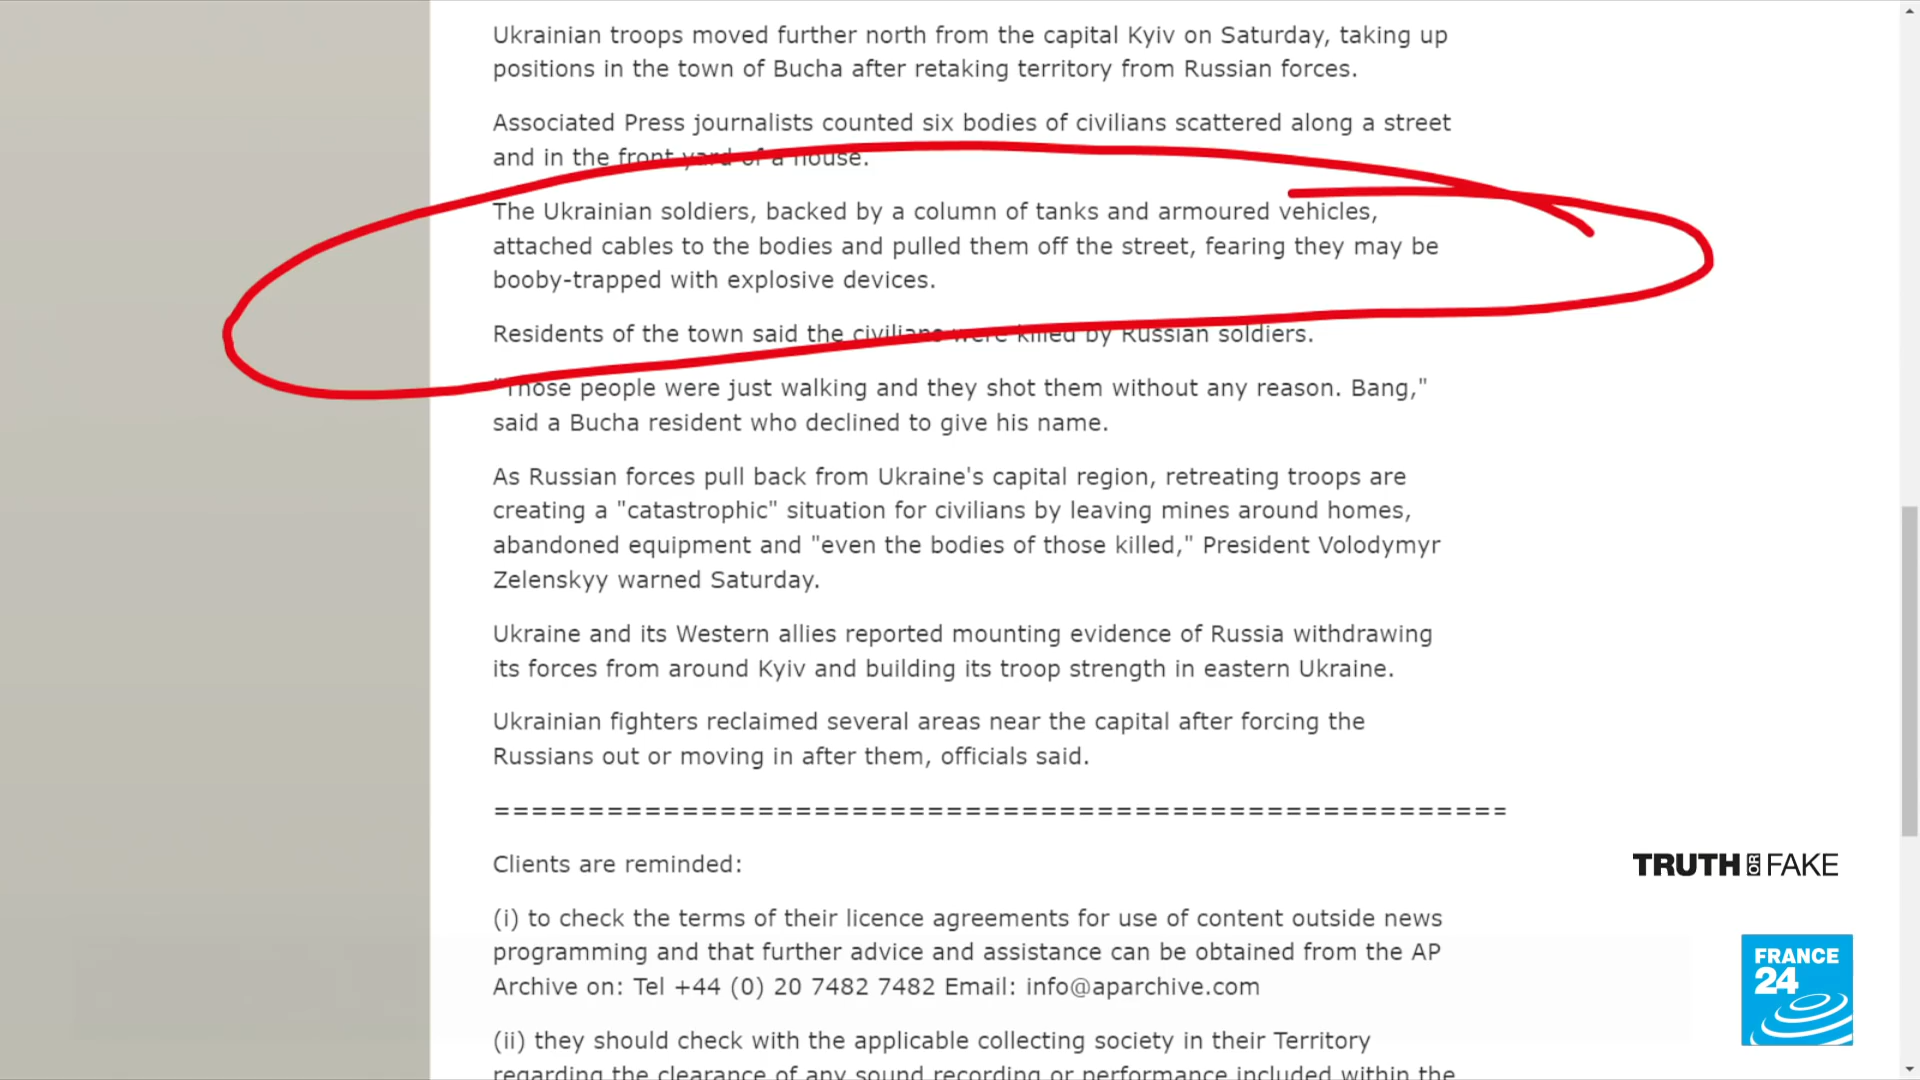 Ukrainian troops moved further north from the capital Kyiv on Saturday, taking up
positions in the town of Bucha after retaking territory from Russian forces.
Associated Press journalists counted six bodies of civilians scattered along a street
and in the front yard of a house.
The Ukrainian soldiers, backed by a column of tanks and armoured vehicles,
attached cables to the bodies and pulled them off the street, fearing they may be
booby-trapped with explosive devices.
Residents of the town said the civilians were killed by Russian soldiers.
"Those people were just walking and they shot them without any reason. Bang,"
said a Bucha resident who declined to give his name.
As Russian forces pull back from Ukraine's capital region, retreating troops are
creating a "catastrophic" situation for civilians by leaving mines around homes,
abandoned equipment and "even the bodies of those killed," President Volodymyr
Zelenskyy warned Saturday.
Ukraine and its Western allies reported mounting evidence of Russia withdrawing
its forces from around Kyiv and building its troop strength in eastern Ukraine.
Ukrainian fighters reclaimed several areas near the capital after forcing the
Russians out or moving in after them, officials said.
======================================================
Clients are reminded:
TRUTH OR FAKE
(i) to check the terms of their licence agreements for use of content outside news
programming and that further advice and assistance can be obtained from the AP
Archive on: Tel +44 (0) 20 7482 7482 Email: info@aparchive.com
FRANCE
24
(ii) they should check with the applicable collecting society in their Territory
regarding the clearance of any sound recording or performance included within the